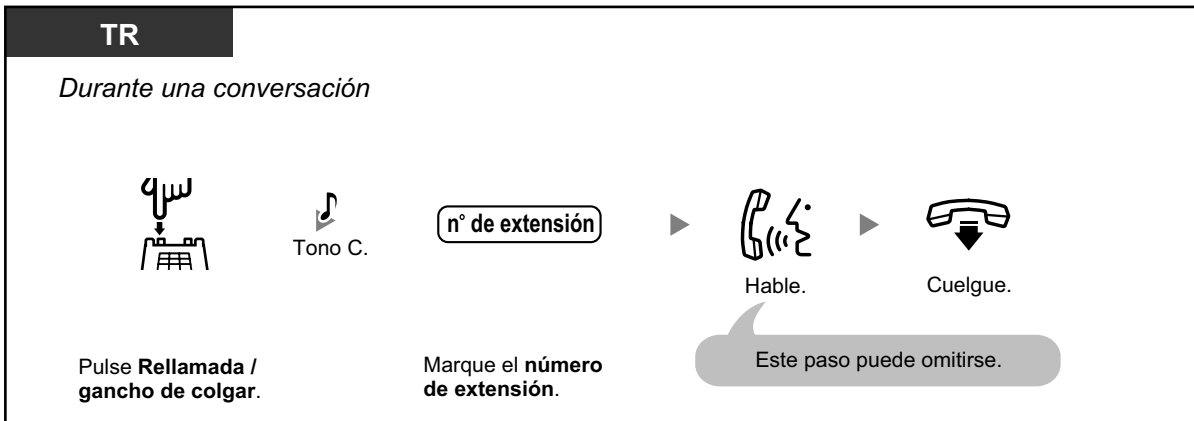 TR
Durante una conversación
Tono C.
n° de extensión
Hable.
Cuelgue.
Pulse Rellamada /
gancho de colgar.
Marque el número
de extensión.
Este paso puede omitirse.